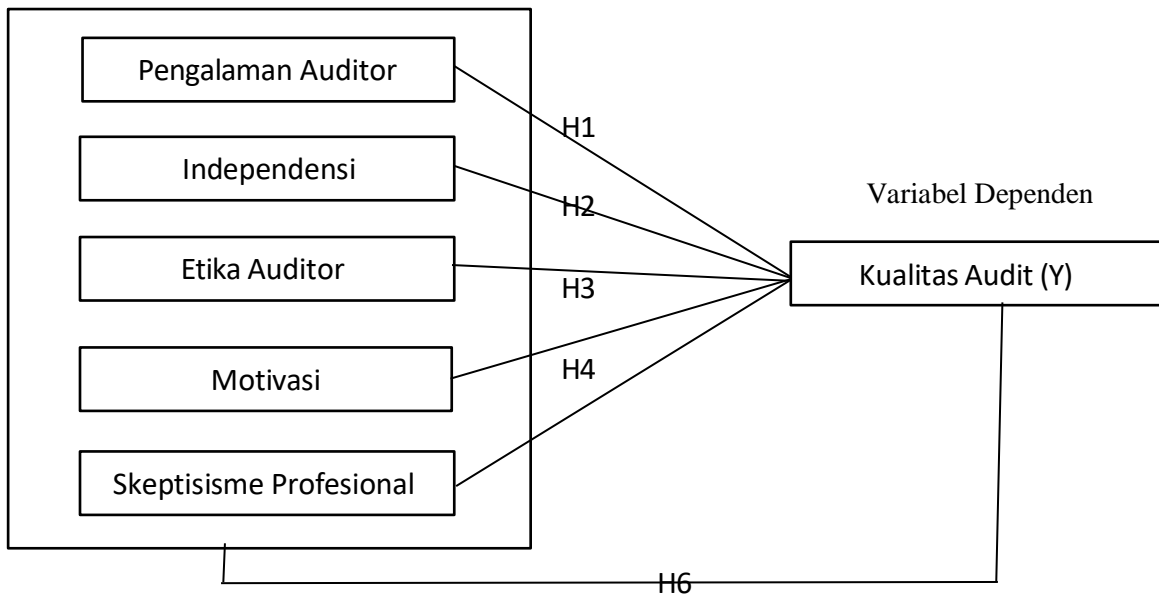 Pengalaman Auditor
H1
Independensi
H2
Variabel Dependen
Etika Auditor
H3
Kualitas Audit (Y)
Motivasi
H4
Skeptisisme Profesional
H6